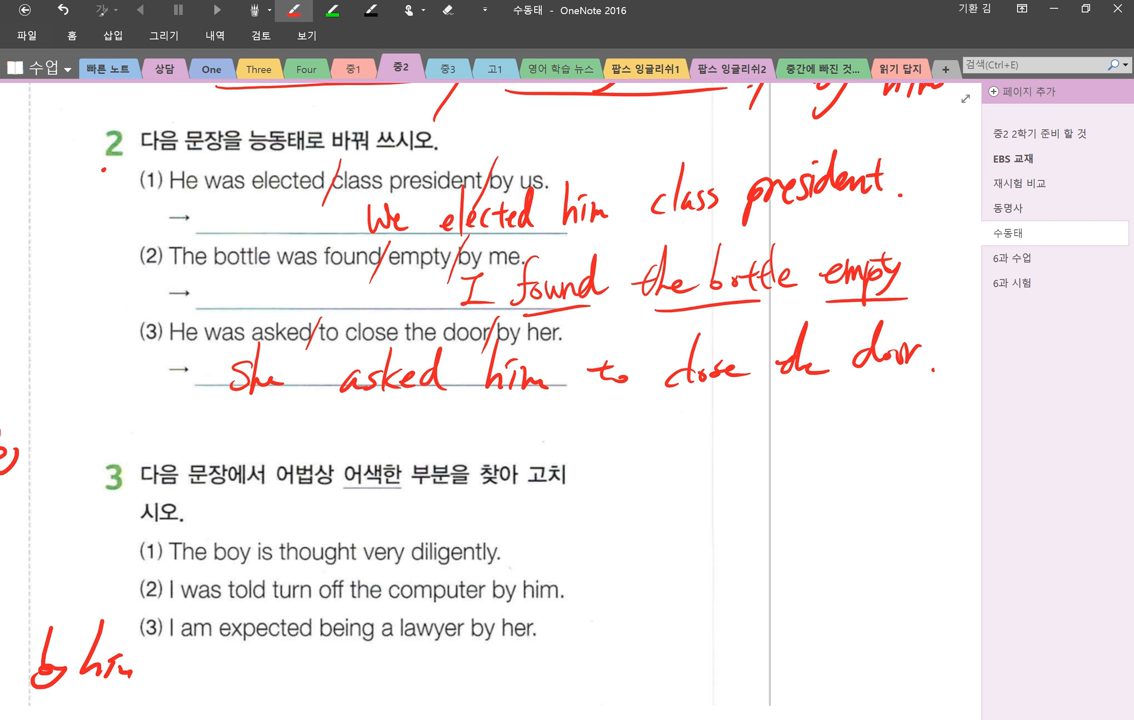 수동태 - OneNote 2016
기환 김
파일 홈 삽입 그리기 내역 검토 보기
수업 빠른 노트 상담 One Three Four 중1 중2 중3 고1 영어 학습 뉴스 팝스 잉글리쉬1 팝스 잉글리쉬2 중간에 빠진 것... 읽기 답지 + 검색(Ctrl+E)
by him
2 다음 문장을 능동태로 바꿔 쓰시오.
(1) He was elected / class president / by us.
→ We elected him class president.
(2) The bottle was found / empty / by me.
→ I found the bottle empty
(3) He was asked / to close the door / by her.
→ She asked him to close the door.
3 다음 문장에서 어법상 어색한 부분을 찾아 고치
시오.
(1) The boy is thought very diligently.
(2) I was told turn off the computer by him.
(3) I am expected being a lawyer by her.
by him
페이지 추가
중2 2학기 준비 할 것
EBS 교재
재시험 비교
동명사
수동태
6과 수업
6과 시험